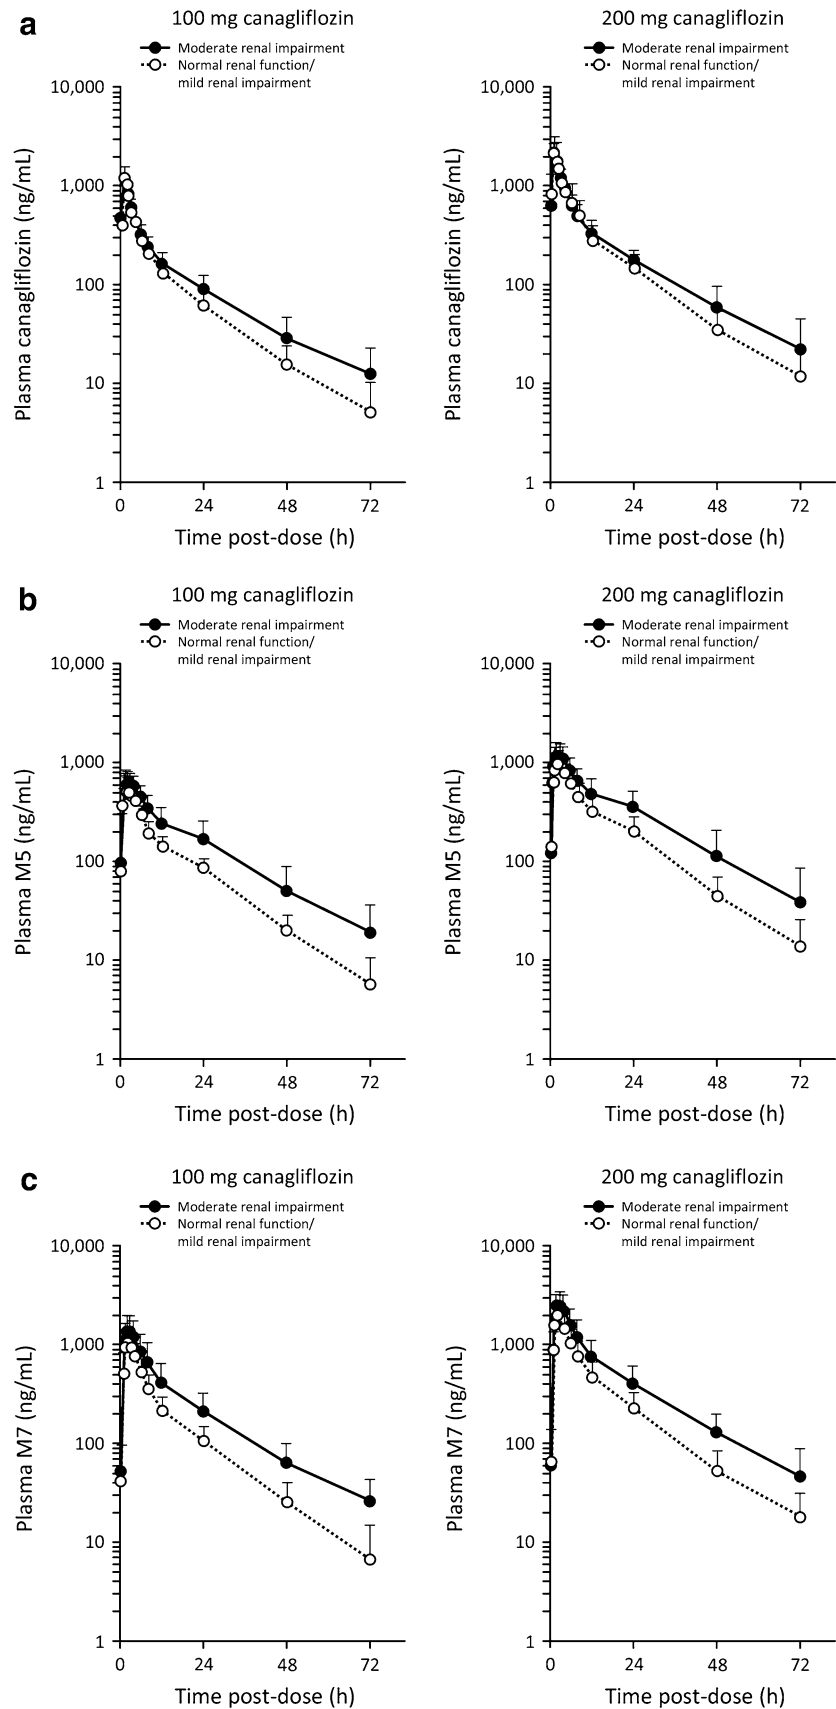 a
100 mg canagliflozin
Moderate renal impairment
Normal renal function/
mild renal impairment
10,000
1,000
100
10
1
Plasma canagliflozin (ng/mL)
0 24 48 72
Time post-dose (h)
200 mg canagliflozin
Moderate renal impairment
Normal renal function/
mild renal impairment
10,000
1,000
100
10
1
Plasma canagliflozin (ng/mL)
0 24 48 72
Time post-dose (h)
b
100 mg canagliflozin
Moderate renal impairment
Normal renal function/
mild renal impairment
10,000
1,000
100
10
1
Plasma M5 (ng/mL)
0 24 48 72
Time post-dose (h)
200 mg canagliflozin
Moderate renal impairment
Normal renal function/
mild renal impairment
10,000
1,000
100
10
1
Plasma M5 (ng/mL)
0 24 48 72
Time post-dose (h)
c
100 mg canagliflozin
Moderate renal impairment
Normal renal function/
mild renal impairment
10,000
1,000
100
10
1
Plasma M7 (ng/mL)
0 24 48 72
Time post-dose (h)
200 mg canagliflozin
Moderate renal impairment
Normal renal function/
mild renal impairment
10,000
1,000
100
10
1
Plasma M7 (ng/mL)
0 24 48 72
Time post-dose (h)